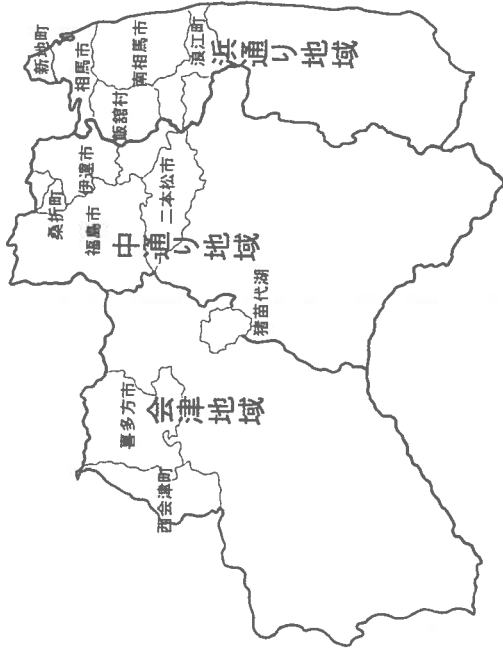 新地町
相馬市
南相馬市
飯舘村
浪江町
浜通り地域
桑折町
伊達市
福島市
二本松市
中通り地域
猪苗代湖
喜多方市
西会津町
会津地域